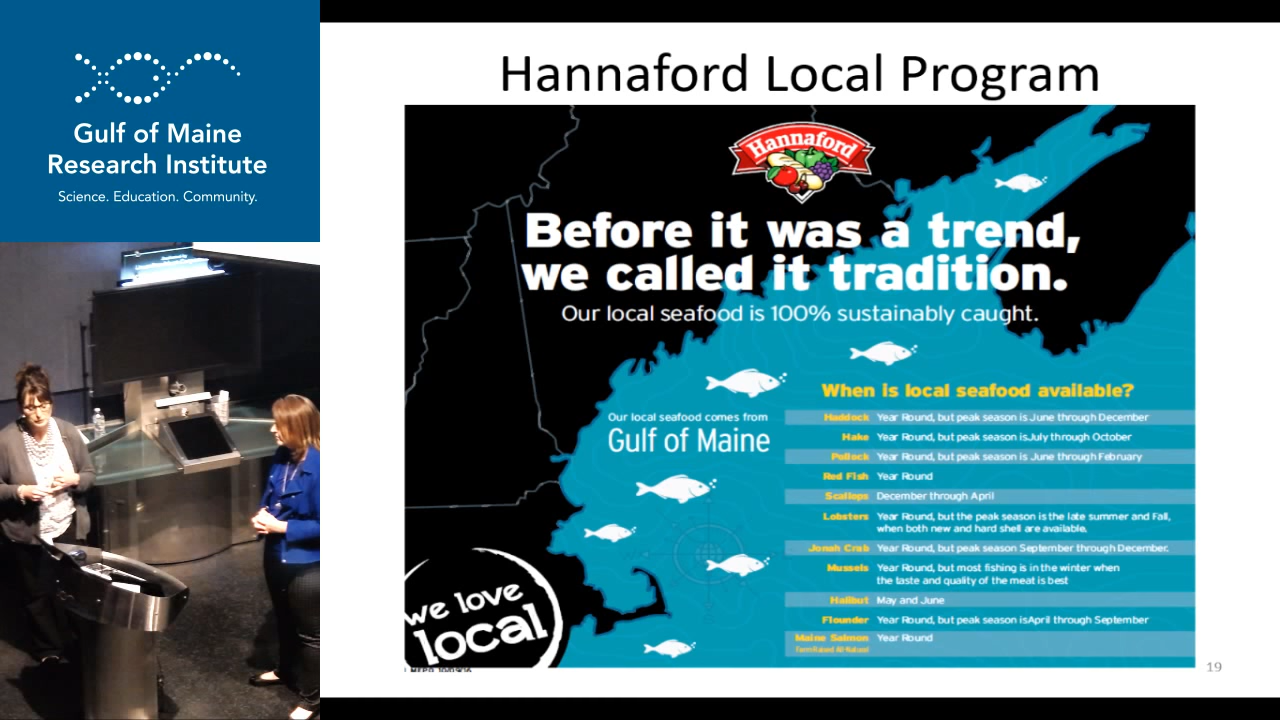 Gulf of Maine
Research Institute
Science. Education. Community.
Hannaford Local Program
Hannaford
Before it was a trend,
we called it tradition.
Our local seafood is 100% sustainably caught.
When is local seafood available?
Our local seafood comes from
Gulf of Maine
Haddock Year Round, but peak season is June through December
Hake Year Round, but peak season isJuly through October
Pollock Year Round, but peak season is June through February
Red Fish Year Round
Scallops December through April
Lobsters Year Round, but the peak season is the late summer and Fall,
when both new and hard shell are available.
Jonah Crab Year Round, but peak season September through December.
Mussels Year Round, but most fishing is in the winter when
the taste and quality of the meat is best
Halibut May and June
Flounder Year Round, but peak season isApril through September
Maine Salmon Year Round
Farm Raised All Natural
we love
local
19